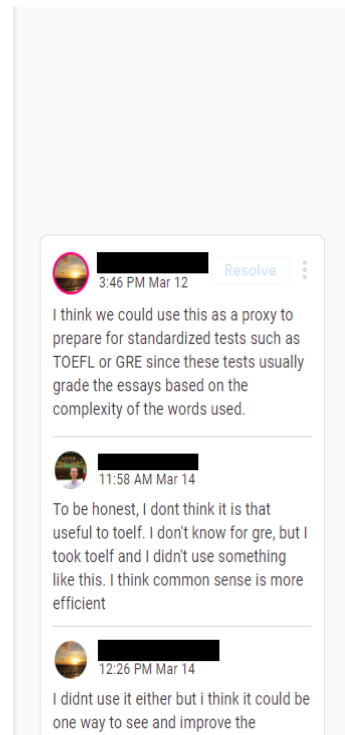 Resolve
3:46 PM Mar 12
I think we could use this as a proxy to
prepare for standardized tests such as
TOEFL or GRE since these tests usually
grade the essays based on the
complexity of the words used.
11:58 AM Mar 14
To be honest, I dont think it is that
useful to toelf. I don't know for gre, but I
took toelf and I didn't use something
like this. I think common sense is more
efficient
12:26 PM Mar 14
I didnt use it either but i think it could be
one way to see and improve the